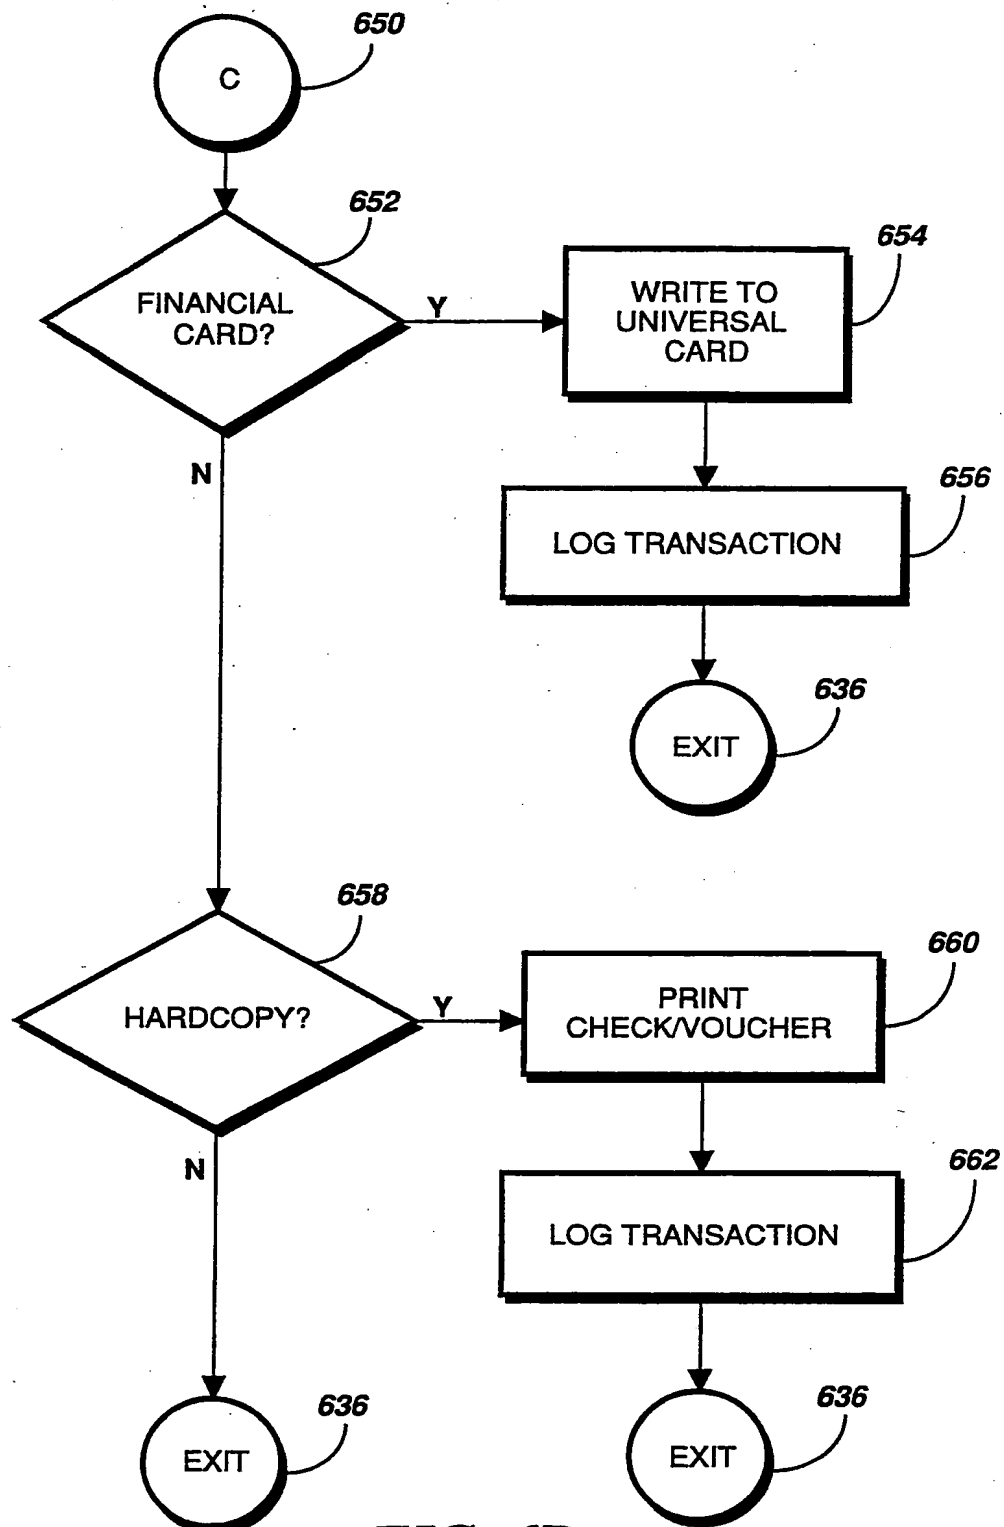 650
C
652
FINANCIAL
CARD?
Y
N
654
WRITE TO
UNIVERSAL
CARD
656
LOG TRANSACTION
636
EXIT
658
HARDCOPY?
Y
N
660
PRINT
CHECK/VOUCHER
662
LOG TRANSACTION
636
EXIT
636
EXIT